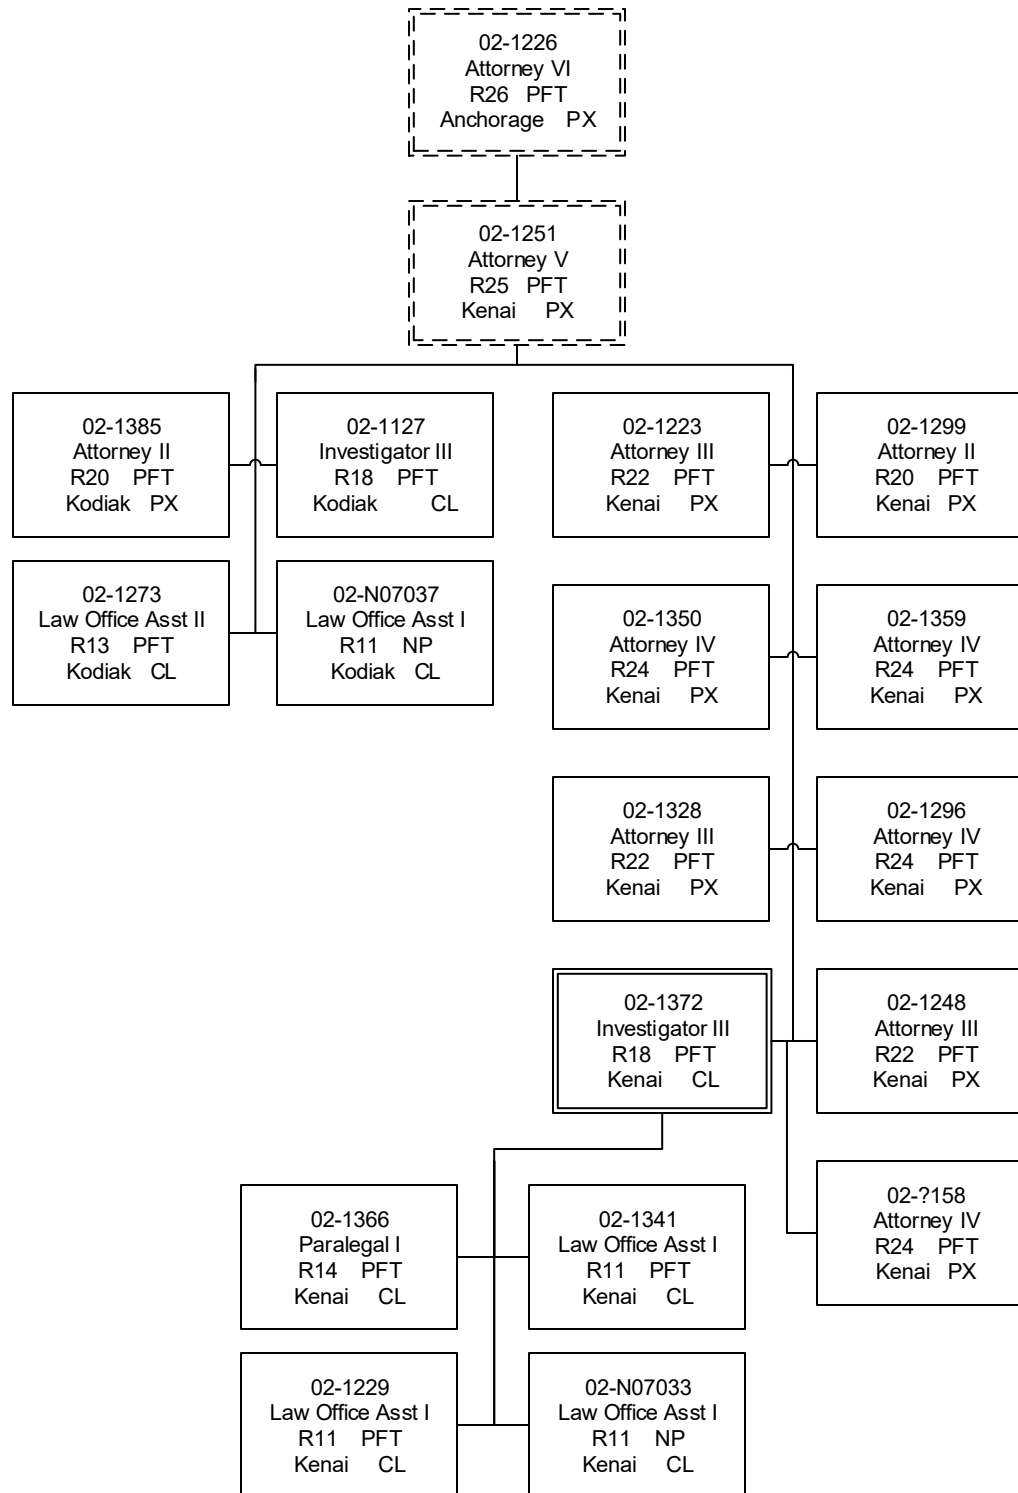 02-1226
Attorney VI
R26 PFT
Anchorage PX
02-1251
Attorney V
R25 PFT
Kenai PX
02-1385
Attorney II
R20 PFT
Kodiak PX
02-1127
Investigator III
R18 PFT
Kodiak CL
02-1223
Attorney III
R22 PFT
Kenai PX
02-1299
Attorney II
R20 PFT
Kenai PX
02-1273
Law Office Asst II
R13 PFT
Kodiak CL
02-N07037
Law Office Asst I
R11 NP
Kodiak CL
02-1350
Attorney IV
R24 PFT
Kenai PX
02-1359
Attorney IV
R24 PFT
Kenai PX
02-1328
Attorney III
R22 PFT
Kenai PX
02-1296
Attorney IV
R24 PFT
Kenai PX
02-1372
Investigator III
R18 PFT
Kenai CL
02-1248
Attorney III
R22 PFT
Kenai PX
02-?158
Attorney IV
R24 PFT
Kenai PX
02-1366
Paralegal I
R14 PFT
Kenai CL
02-1341
Law Office Asst I
R11 PFT
Kenai CL
02-1229
Law Office Asst I
R11 PFT
Kenai CL
02-N07033
Law Office Asst I
R11 NP
Kenai CL